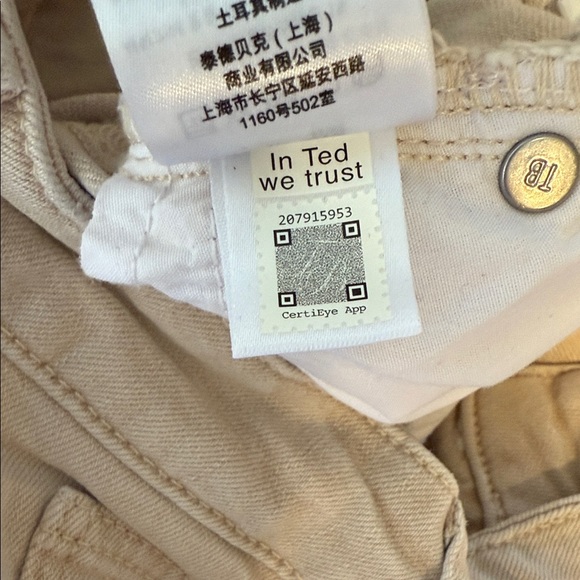 土耳其制造
泰德贝克（上海）
商业有限公司
上海市长宁区延安西路
1160号502室
In Ted
we trust
207915953
CertiEye App
TB